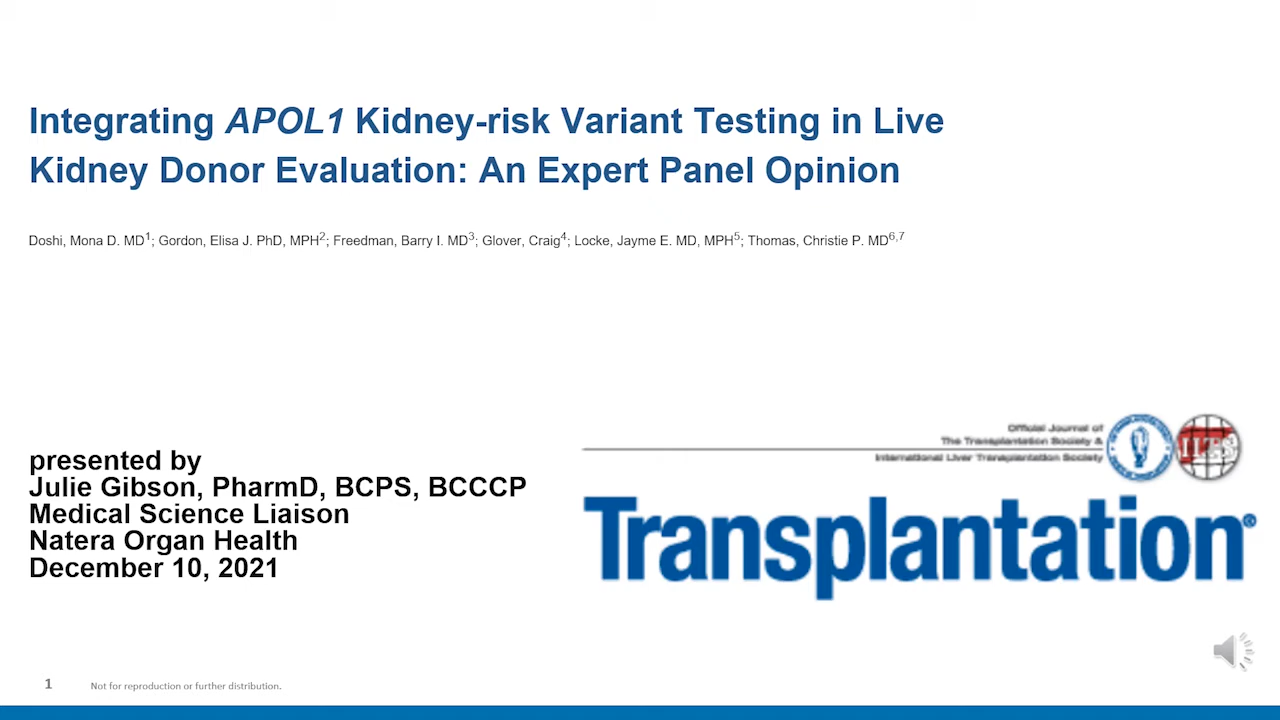 Integrating APOL1 Kidney-risk Variant Testing in Live
Kidney Donor Evaluation: An Expert Panel Opinion
Doshi, Mona D. MD1; Gordon, Elisa J. PhD, MPH2; Freedman, Barry I. MD3; Glover, Craig4; Locke, Jayme E. MD, MPH5; Thomas, Christie P. MD6,7
presented by
Julie Gibson, PharmD, BCPS, BCCCP
Medical Science Liaison
Natera Organ Health
December 10, 2021
Official Journal of
The Transplantation Society &
International Liver Transplantation Society
ILTS
Transplantation®
1
Not for reproduction or further distribution.